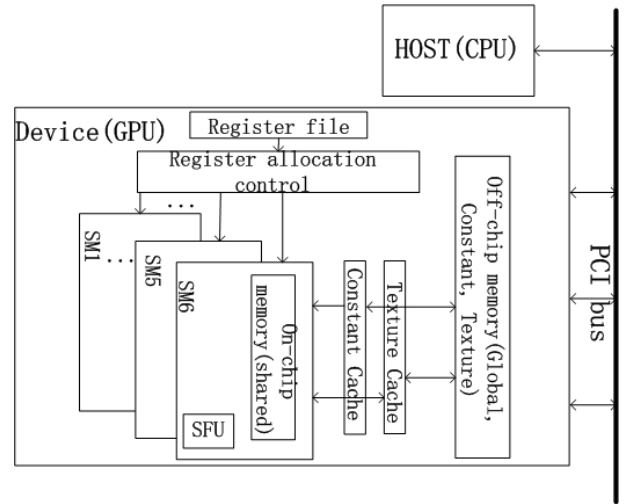 HOST(CPU)
Device(GPU)
Register file
Register allocation
control
...
SM1
...
SM5
SM6
On-chip
memory(shared)
SFU
Constant Cache
Texture Cache
Off-chip memory(Global,
Constant, Texture)
PCI bus